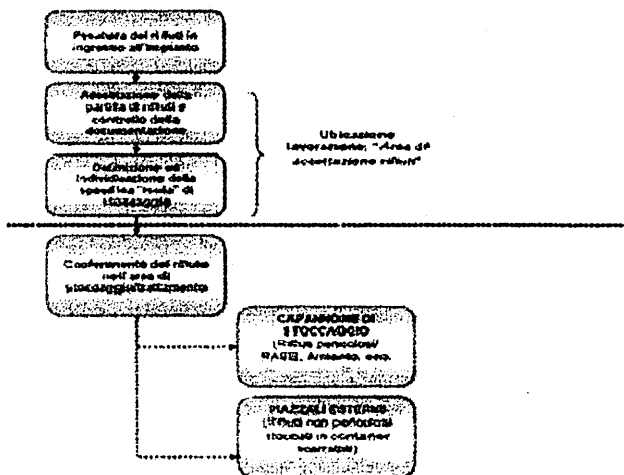 Pesatura dei rifiuti in
ingresso all'impianto
Accettazione della
partita di rifiuti e
controllo della
documentazione
Ubicazione
lavorazione: "Area di
accettazione rifiuti"
Definizione ed
individuazione della
specifica "isola" di
stoccaggio
Conferimento del rifiuto
nell'area di
stoccaggio/trattamento
CAPANNONE DI
STOCCAGGIO
(Rifiuti pericolosi/
RAEE, Amianto, ecc.
PIAZZALI ESTERNI
(Rifiuti non pericolosi
stoccati in container
scarrabili)